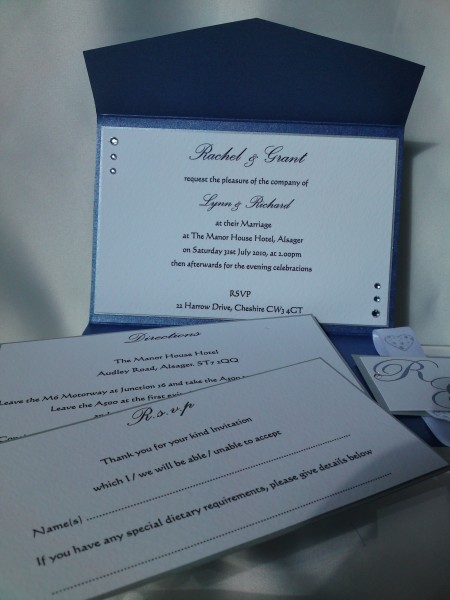 Rachel & Grant
request the pleasure of the company of
Lynn & Richard
at their Marriage
at The Manor House Hotel, Alsager
on Saturday 31st July 2010, at 2.00pm
then afterwards for the evening celebrations
RSVP
22 Harrow Drive, Cheshire CW3 4GT
Directions
The Manor House Hotel
Audley Road, Alsager, ST7 2QQ
Leave the M6 Motorway at Junction 16 and take the A500
Leave the A500 at the first
R.s.v.p
Thank you for your kind Invitation
which I / we will be able / unable to accept
Name(s)
If you have any special dietary requirements, please give details below
R